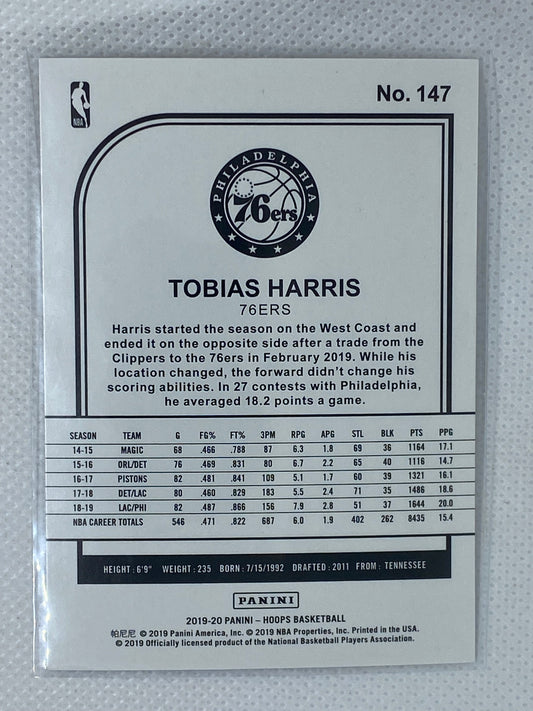 NBA
No. 147
PHILADELPHIA
76ers
TOBIAS HARRIS
76ERS
Harris started the season on the West Coast and
ended it on the opposite side after a trade from the
Clippers to the 76ers in February 2019. While his
location changed, the forward didn't change his
scoring abilities. In 27 contests with Philadelphia,
he averaged 18.2 points a game.
SEASON TEAM G FG% FT% 3PM RPG APG STL BLK PTS PPG
14-15 MAGIC 68 .466 .788 87 6.3 1.8 69 36 1164 17.1
15-16 ORL/DET 76 .469 .831 80 6.7 2.2 65 40 1116 14.7
16-17 PISTONS 82 .481 .841 109 5.1 1.7 60 39 1321 16.1
17-18 DET/LAC 80 .460 .829 183 5.5 2.4 71 35 1486 18.6
18-19 LAC/PHI 82 .487 .866 156 7.9 2.8 51 37 1644 20.0
NBA CAREER TOTALS 546 .471 .822 687 6.0 1.9 402 262 8435 15.4
HEIGHT: 6'9" WEIGHT: 235 BORN: 7/15/1992 DRAFTED: 2011 FROM: TENNESSEE
PANINI
2019-20 PANINI – HOOPS BASKETBALL
帕尼尼 © 2019 Panini America, Inc. © 2019 NBA Properties, Inc. Printed in the USA.
© 2019 Officially licensed product of the National Basketball Players Association.